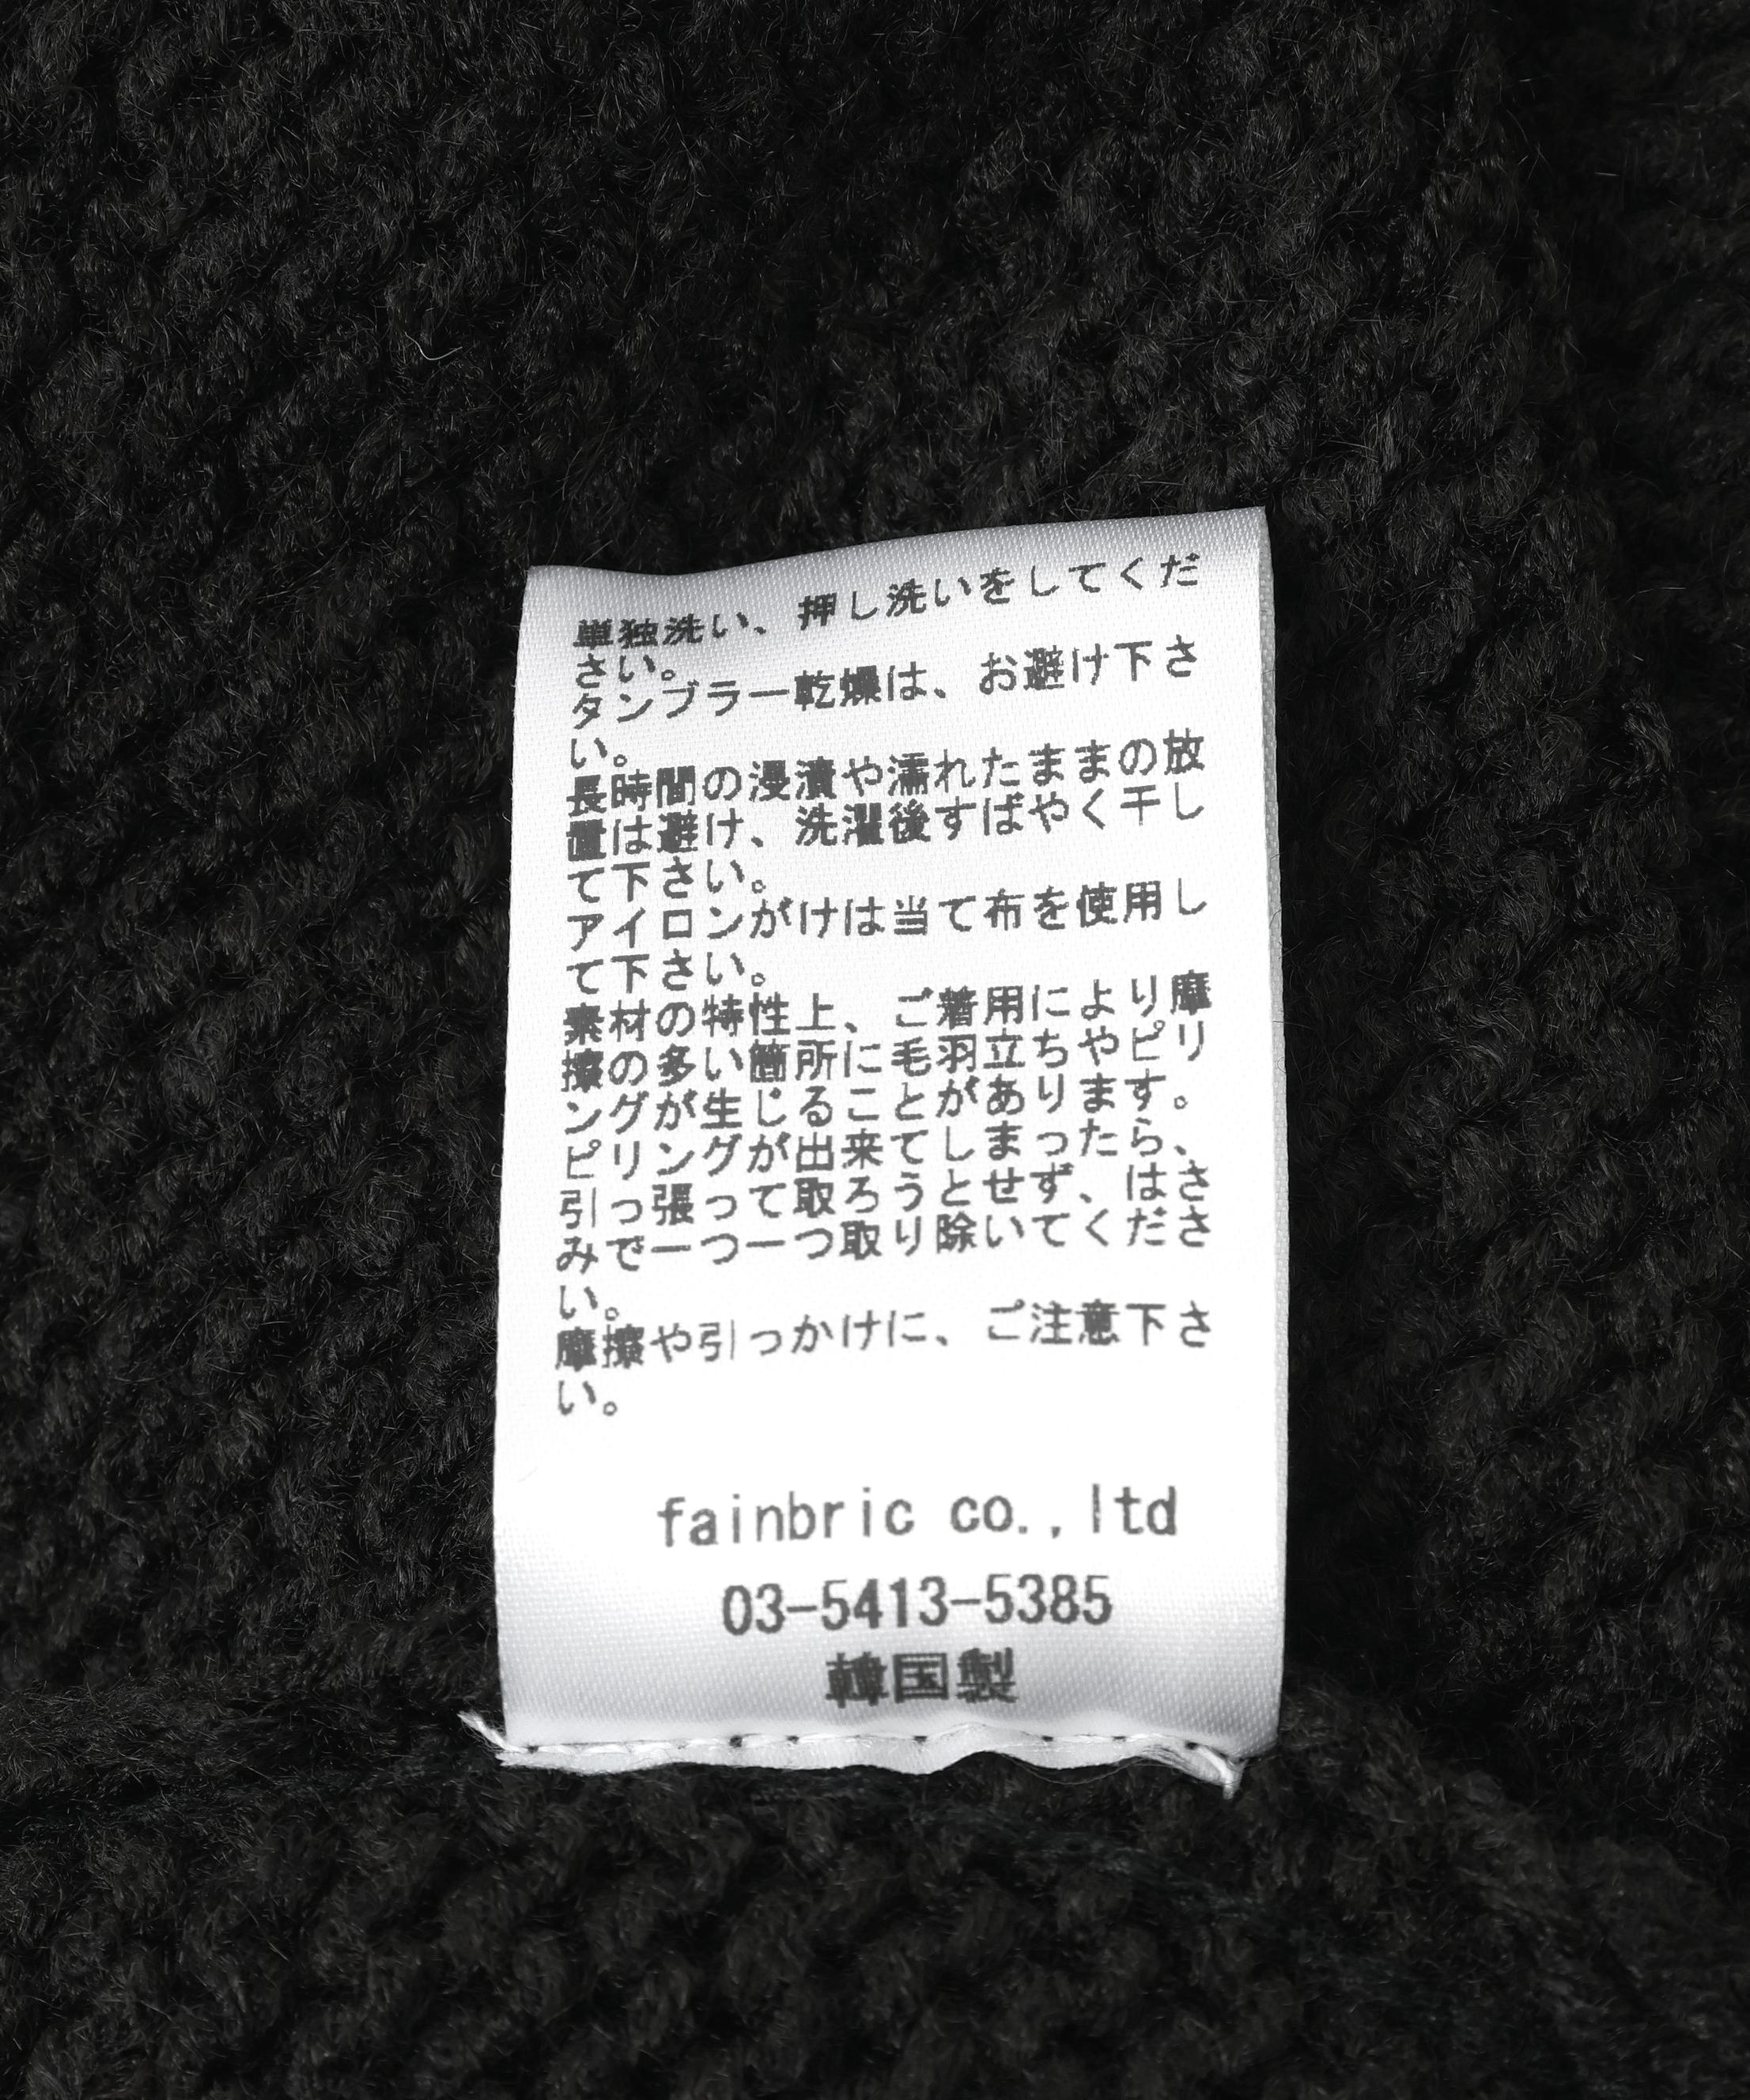 単独洗い、押し洗いをしてくだ
さい。
タンブラー乾燥は、お避け下さ
い。
長時間の浸漬や濡れたままの放
置は避け、洗濯後すばやく干し
て下さい。
アイロンがけは当て布を使用し
て下さい。
素材の特性上、ご着用により摩
擦の多い箇所に毛羽立ちやピリ
ングが生じることがあります。
ピリングが出来てしまったら、
引っ張って取ろうとせず、はさ
みで一つ一つ取り除いてくださ
い。
摩擦や引っかけに、ご注意下さ
い。
fainbric co.,ltd
03-5413-5385
韓国製